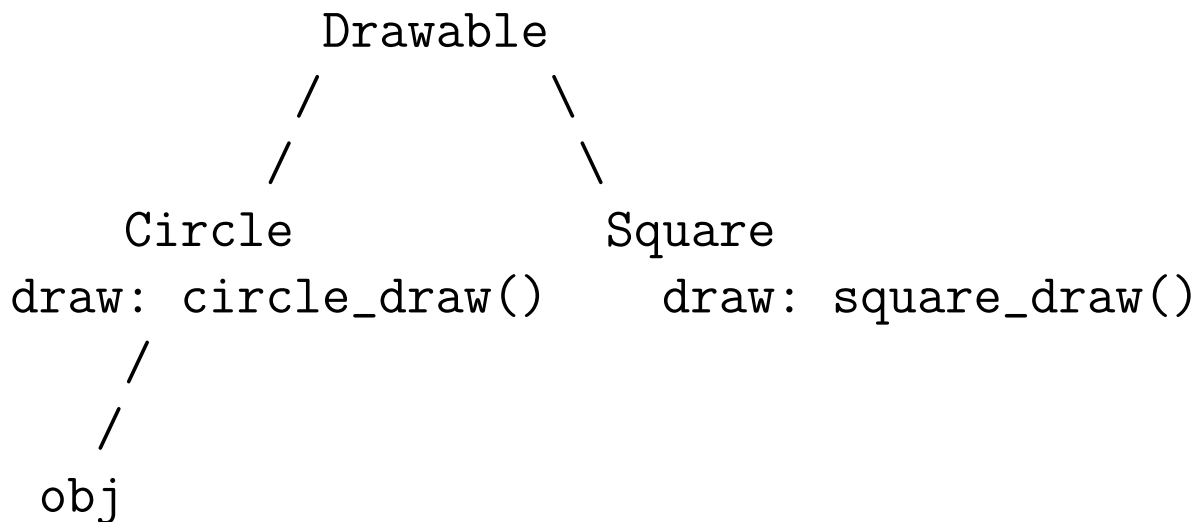 Drawable
/ \
/ \
Circle Square
draw: circle_draw() draw: square_draw()
/
/
obj